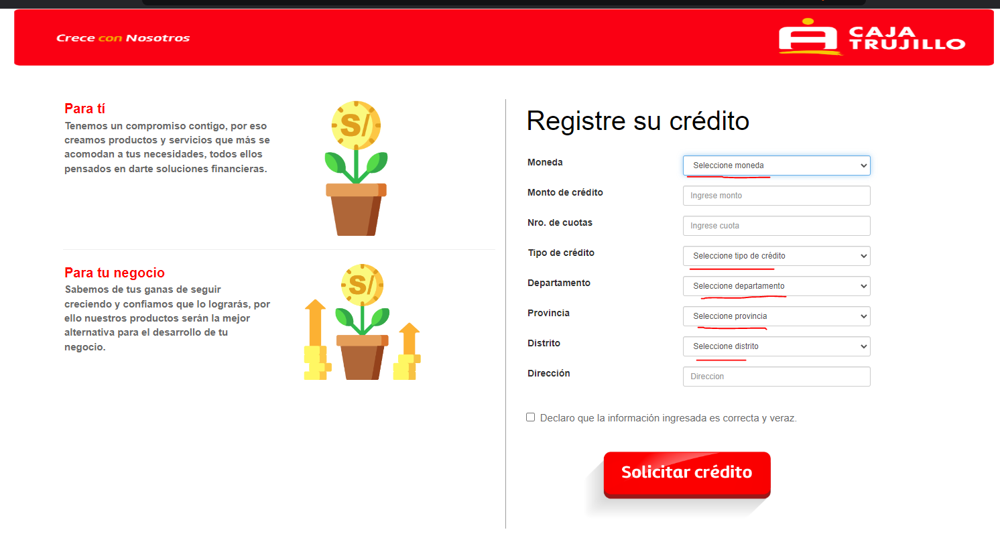 Crece con Nosotros
CAJA
TRUJILLO
Para tí
Tenemos un compromiso contigo, por eso
creamos productos y servicios que más se
acomodan a tus necesidades, todos ellos
pensados en darte soluciones financieras.
S/
Para tu negocio
Sabemos de tus ganas de seguir
creciendo y confiamos que lo lograrás, por
ello nuestros productos serán la mejor
alternativa para el desarrollo de tu
negocio.
S/
Registre su crédito
Moneda
Seleccione moneda
Monto de crédito
Ingrese monto
Nro. de cuotas
Ingrese cuota
Tipo de crédito
Seleccione tipo de crédito
Departamento
Seleccione departamento
Provincia
Seleccione provincia
Distrito
Seleccione distrito
Dirección
Direccion
Declaro que la información ingresada es correcta y veraz.
Solicitar crédito